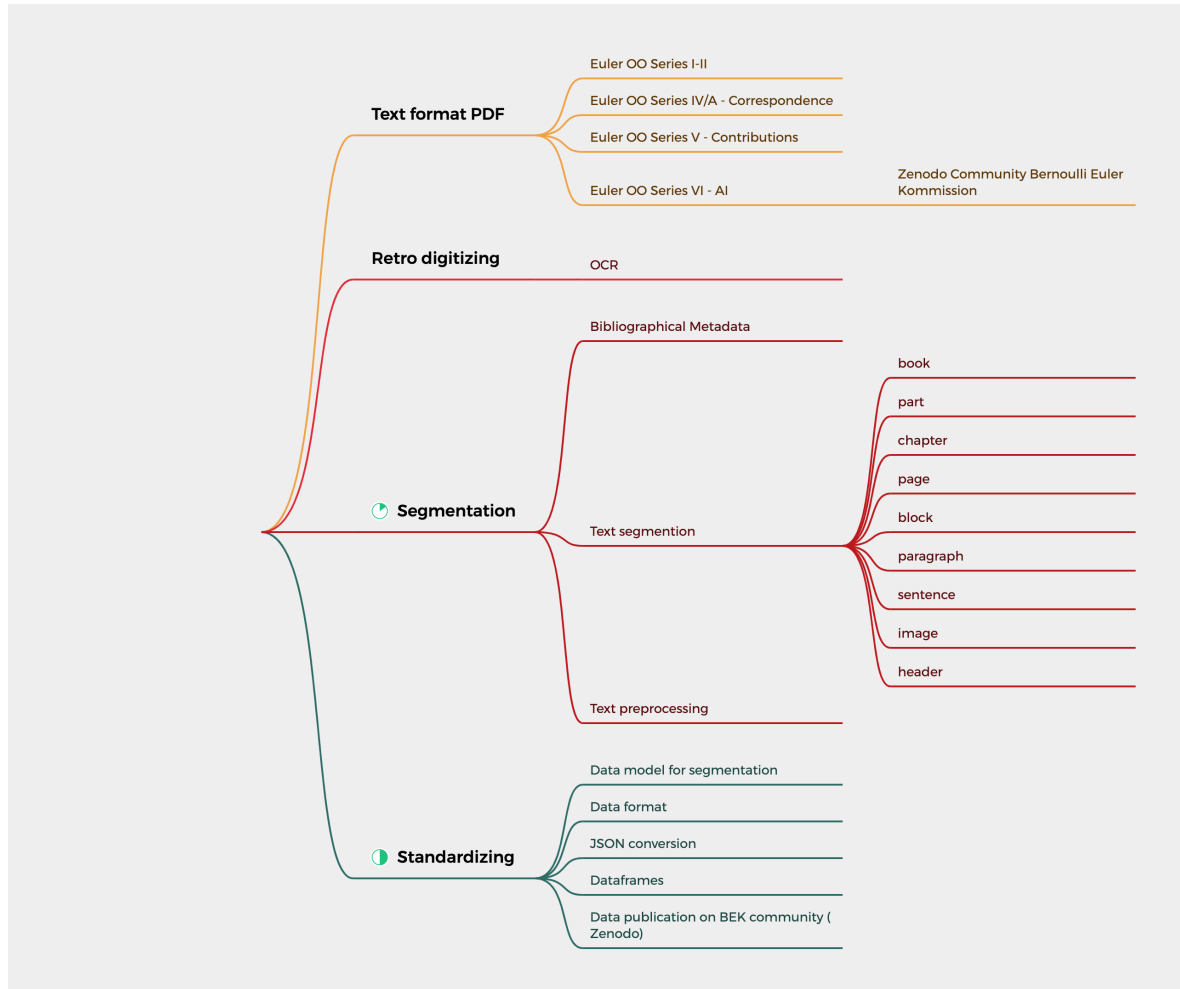 Euler OO Series I-II
Text format PDF
Euler OO Series IV/A - Correspondence
Euler OO Series V - Contributions
Euler OO Series VI - AI
Zenodo Community Bernoulli Euler
Kommission
Retro digitizing
OCR
Bibliographical Metadata
Segmentation
Text segmention
book
part
chapter
page
block
paragraph
sentence
image
header
Text preprocessing
Standardizing
Data model for segmentation
Data format
JSON conversion
Dataframes
Data publication on BEK community (
Zenodo)